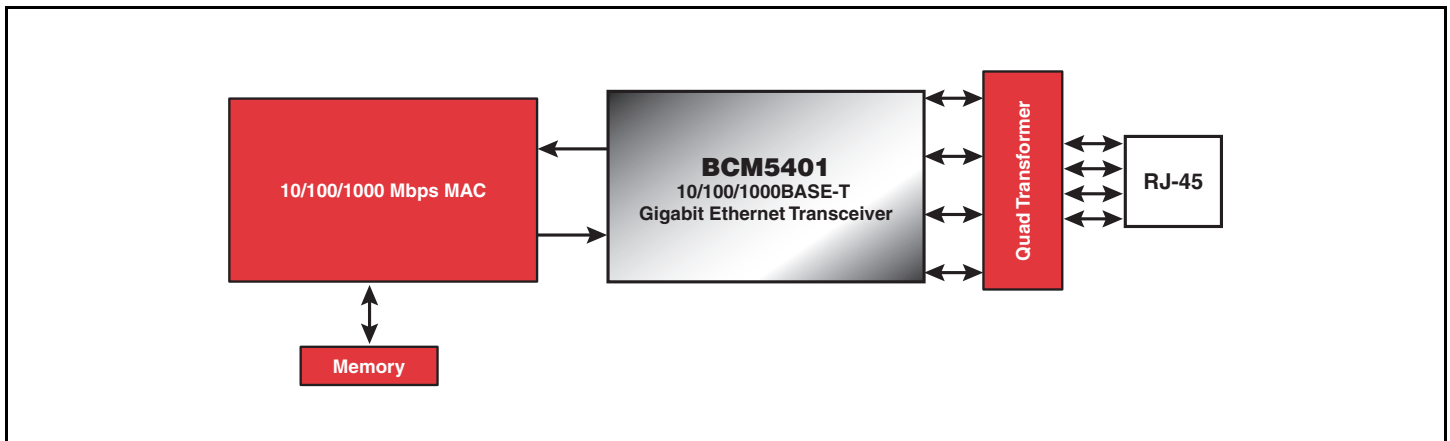 10/100/1000 Mbps MAC
BCM5401
10/100/1000BASE-T
Gigabit Ethernet Transceiver
Quad Transformer
RJ-45
Memory